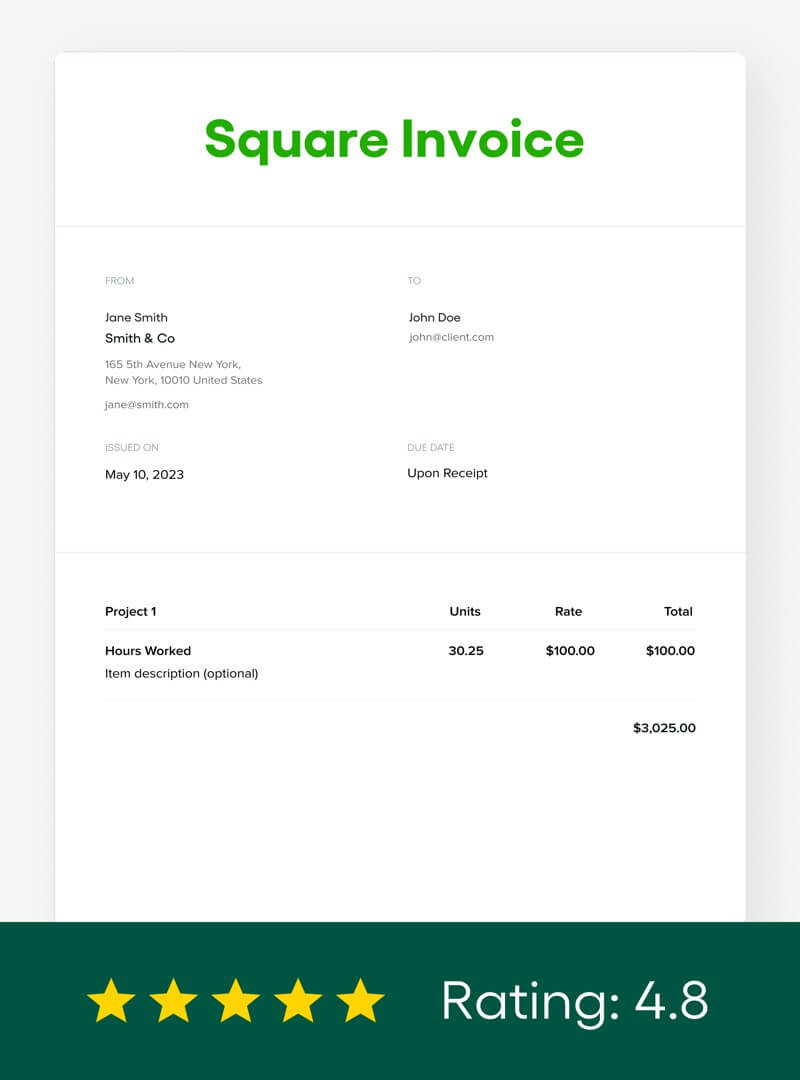 Square Invoice
FROM
TO
Jane Smith
John Doe
Smith & Co
john@client.com
165 5th Avenue New York,
New York, 10010 United States
jane@smith.com
ISSUED ON
DUE DATE
May 10, 2023
Upon Receipt
Project 1 Units Rate Total
Hours Worked 30.25 $100.00 $100.00
Item description (optional)
$3,025.00
Rating: 4.8